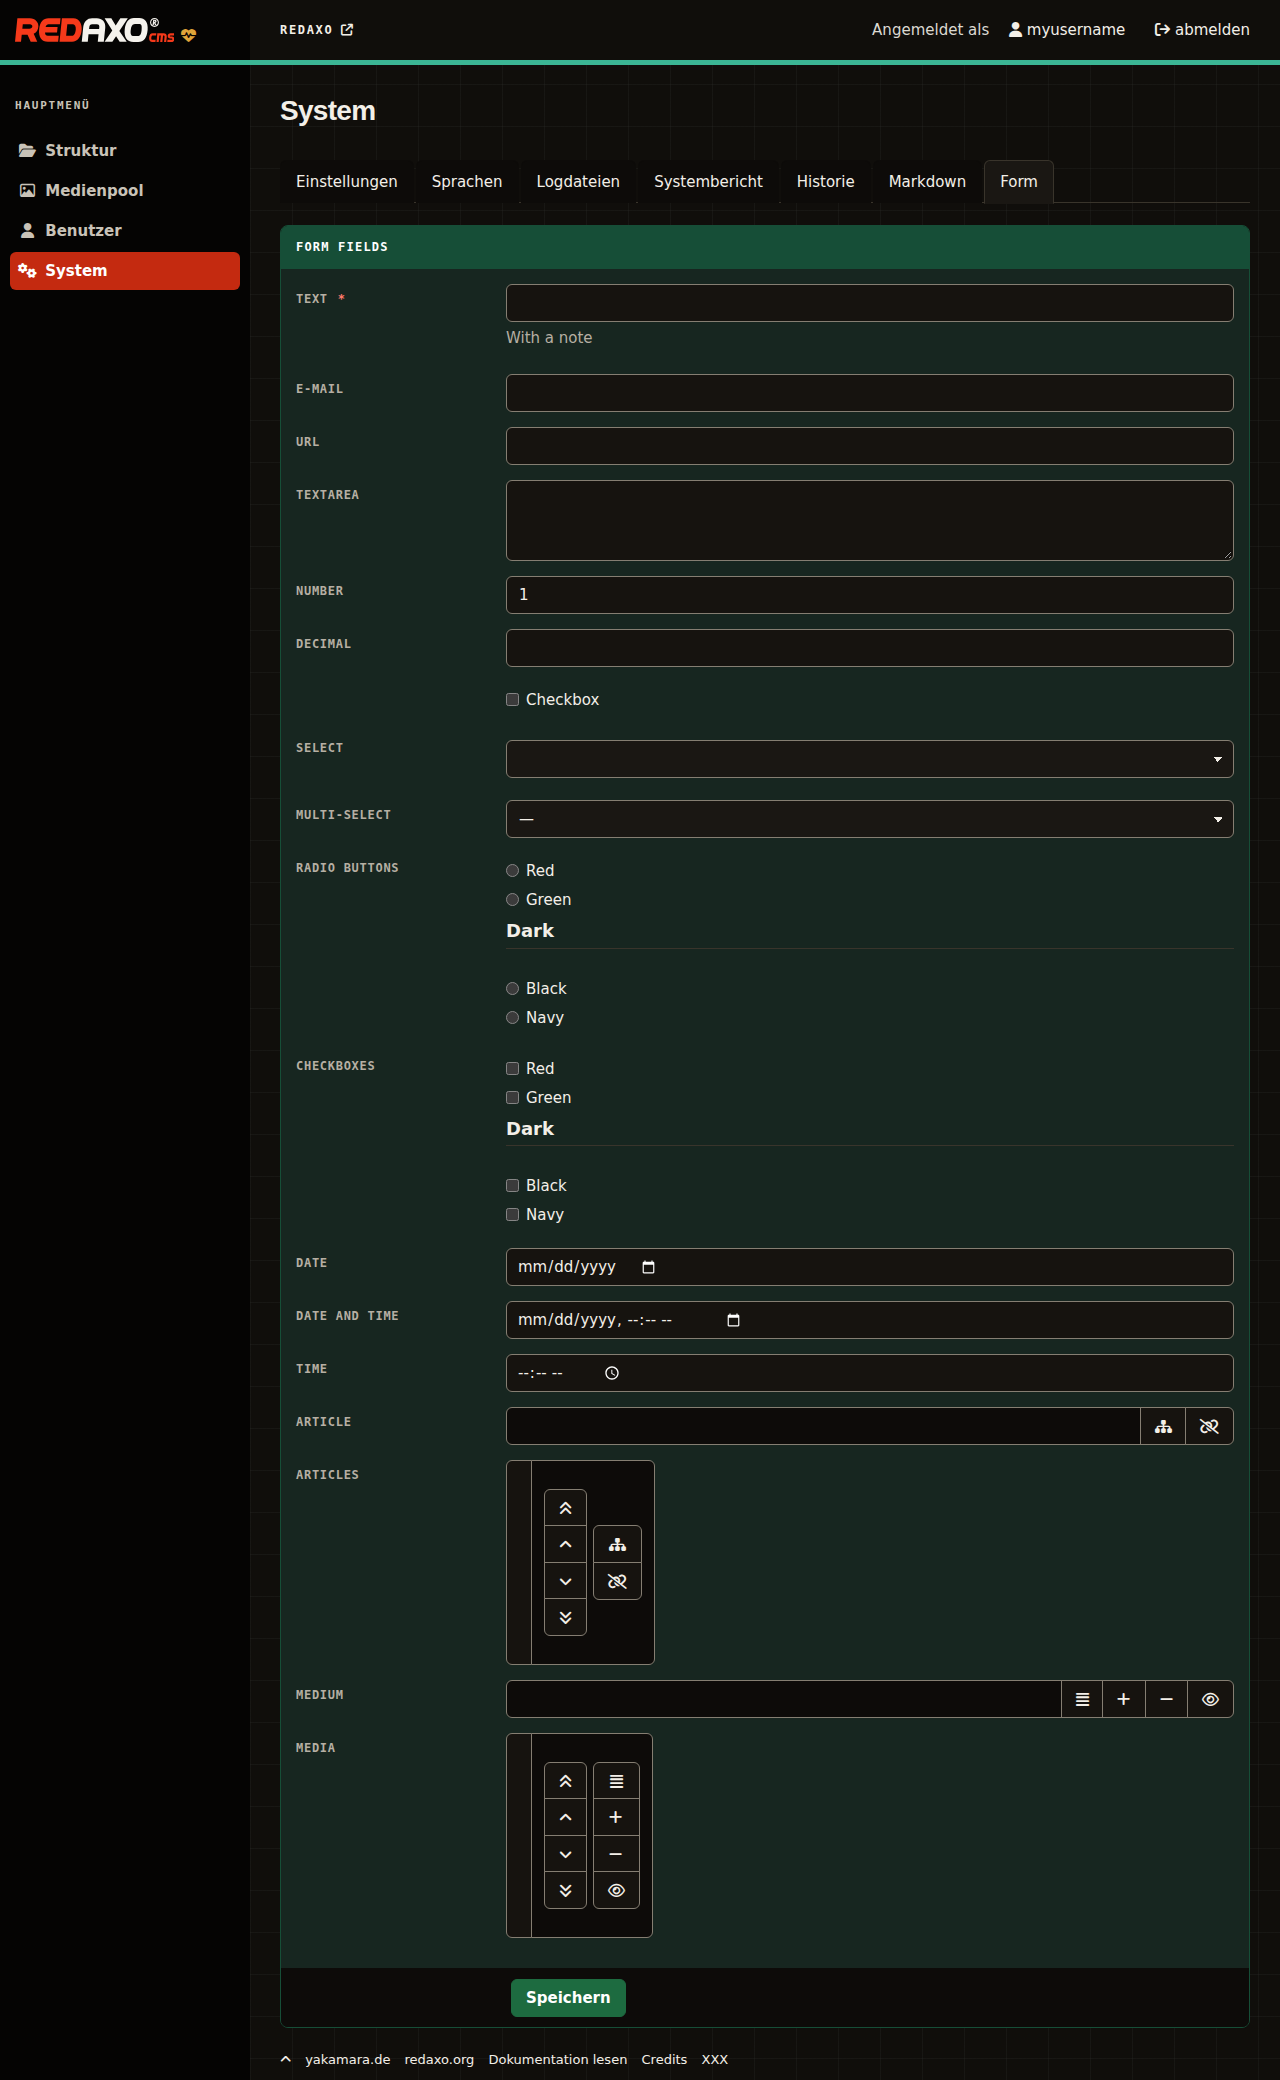 REDAXO® cms
REDAXO
Angemeldet als myusername abmelden
HAUPTMENÜ
Struktur
Medienpool
Benutzer
System
System
Einstellungen Sprachen Logdateien Systembericht Historie Markdown Form
FORM FIELDS
TEXT *
With a note
E-MAIL
URL
TEXTAREA
NUMBER 1
DECIMAL
Checkbox
SELECT
MULTI-SELECT —
RADIO BUTTONS Red
Green
Dark
Black
Navy
CHECKBOXES Red
Green
Dark
Black
Navy
DATE mm/dd/yyyy
DATE AND TIME mm/dd/yyyy, --:-- --
TIME --:-- --
ARTICLE
ARTICLES
MEDIUM
MEDIA
Speichern
yakamara.de redaxo.org Dokumentation lesen Credits XXX